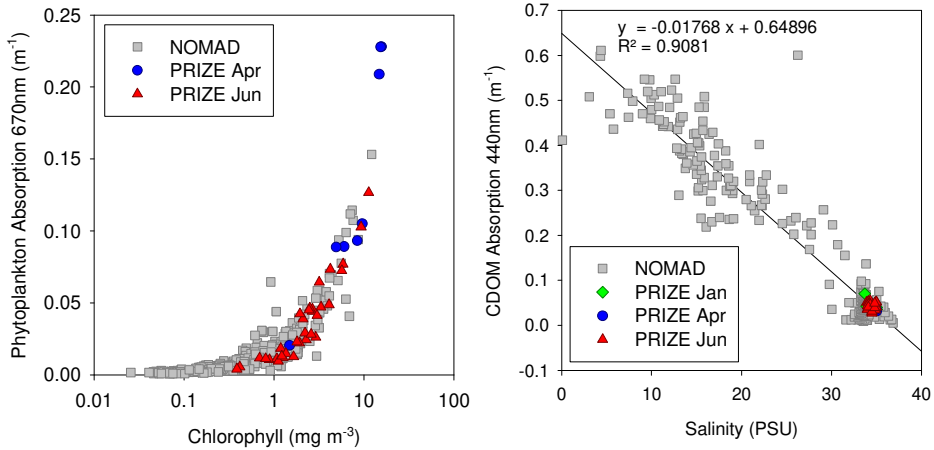 0.25
0.20
0.15
0.10
0.05
0.00
Phytoplankton Absorption 670nm (m-1)
NOMAD
PRIZE Apr
PRIZE Jun
0.01 0.1 1 10 100
Chlorophyll (mg m-3)
0.7
0.6
0.5
0.4
0.3
0.2
0.1
0.0
-0.1
CDOM Absorption 440nm (m-1)
y = -0.01768 x + 0.64896
R² = 0.9081
NOMAD
PRIZE Jan
PRIZE Apr
PRIZE Jun
0 10 20 30 40
Salinity (PSU)